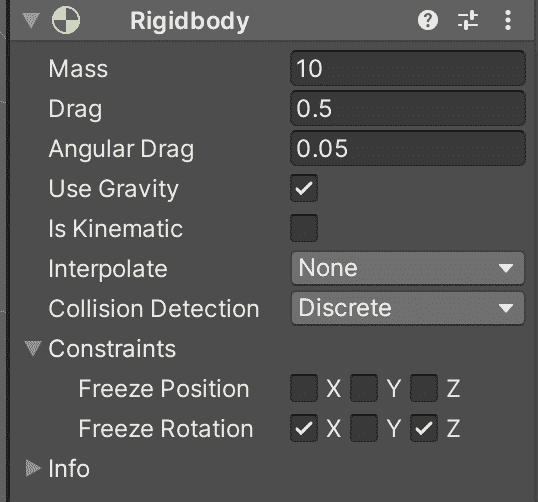 Rigidbody
Mass 10
Drag 0.5
Angular Drag 0.05
Use Gravity
Is Kinematic
Interpolate None
Collision Detection Discrete
Constraints
Freeze Position X Y Z
Freeze Rotation X Y Z
Info